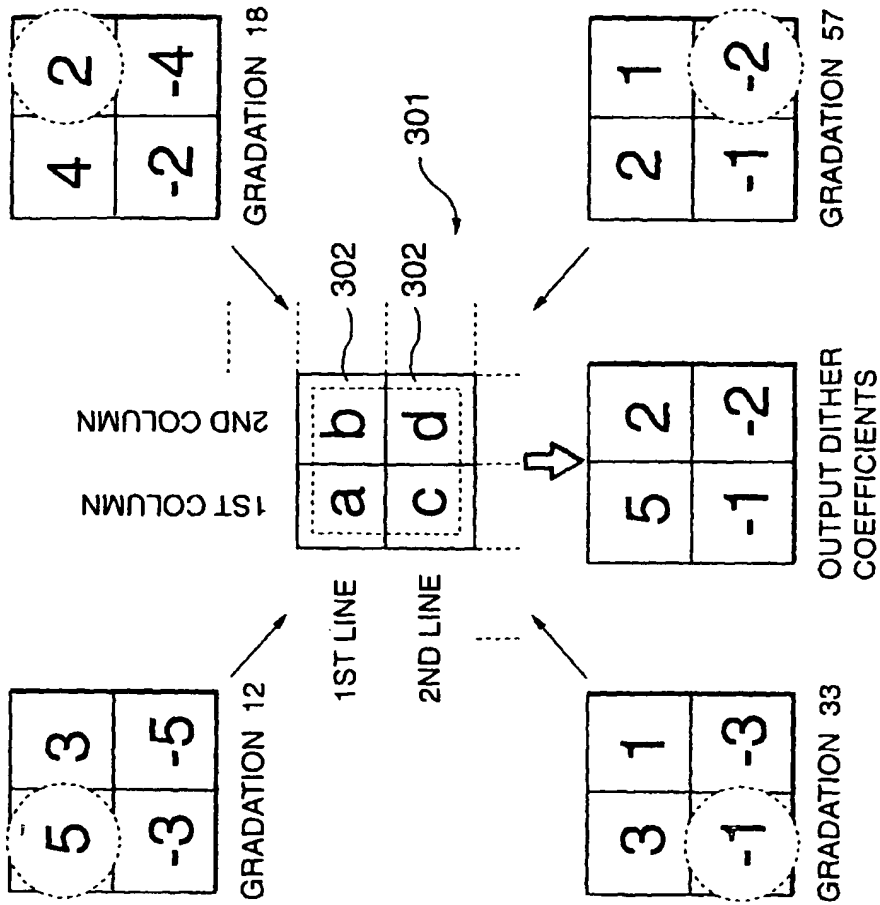 5 3
-3 -5
GRADATION 12
4 2
-2 -4
GRADATION 18
1ST COLUMN
2ND COLUMN
1ST LINE
2ND LINE
a b
c d
302
302
301
3 1
-1 -3
GRADATION 33
5 2
-1 -2
OUTPUT DITHER
COEFFICIENTS
2 1
-1 -2
GRADATION 57